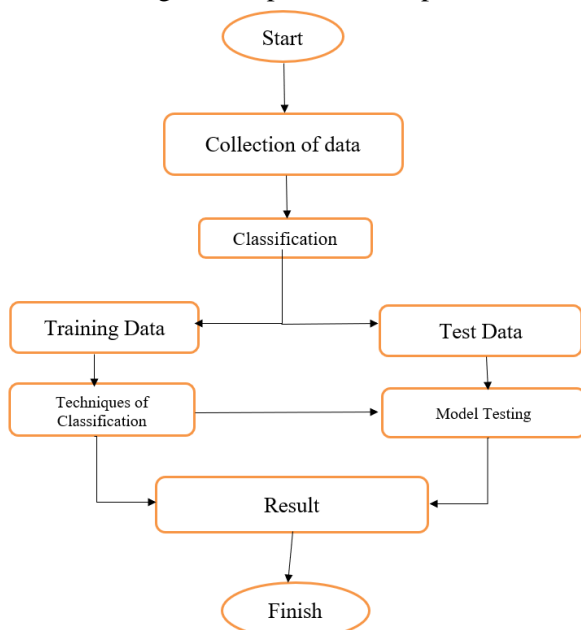 Start
Collection of data
Classification
Training Data
Test Data
Techniques of
Classification
Model Testing
Result
Finish